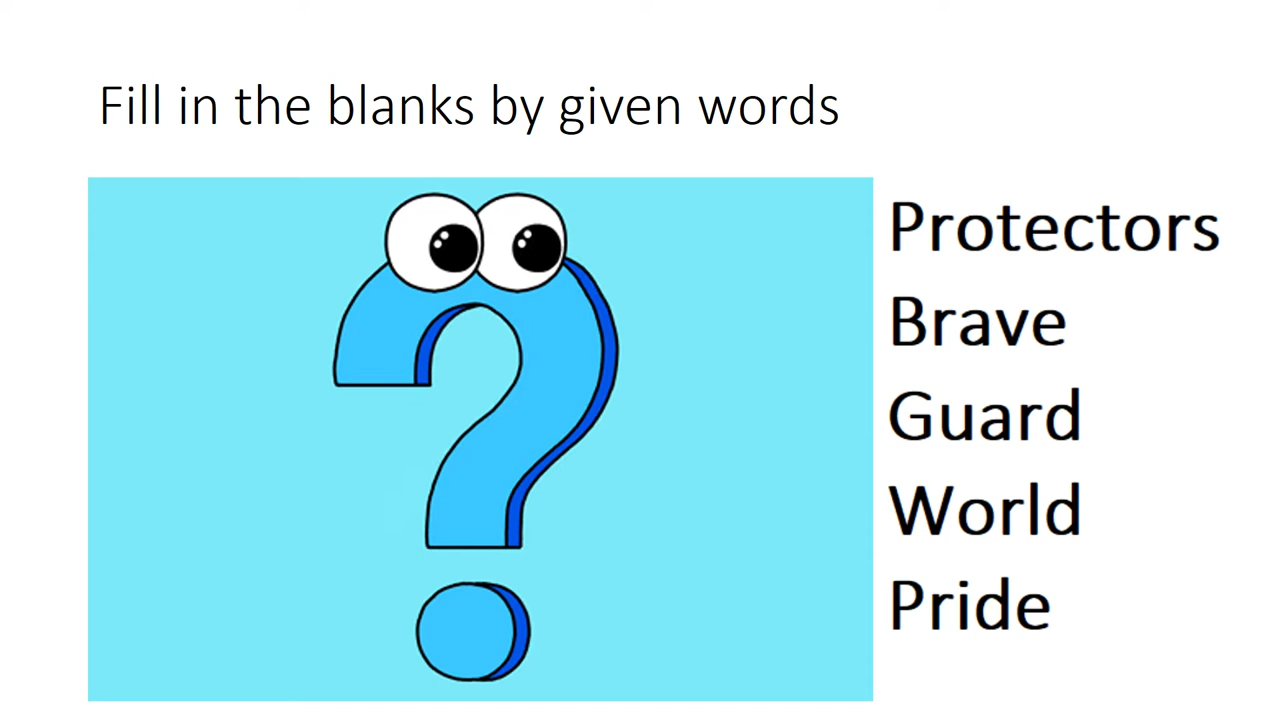 Fill in the blanks by given words
Protectors
Brave
Guard
World
Pride